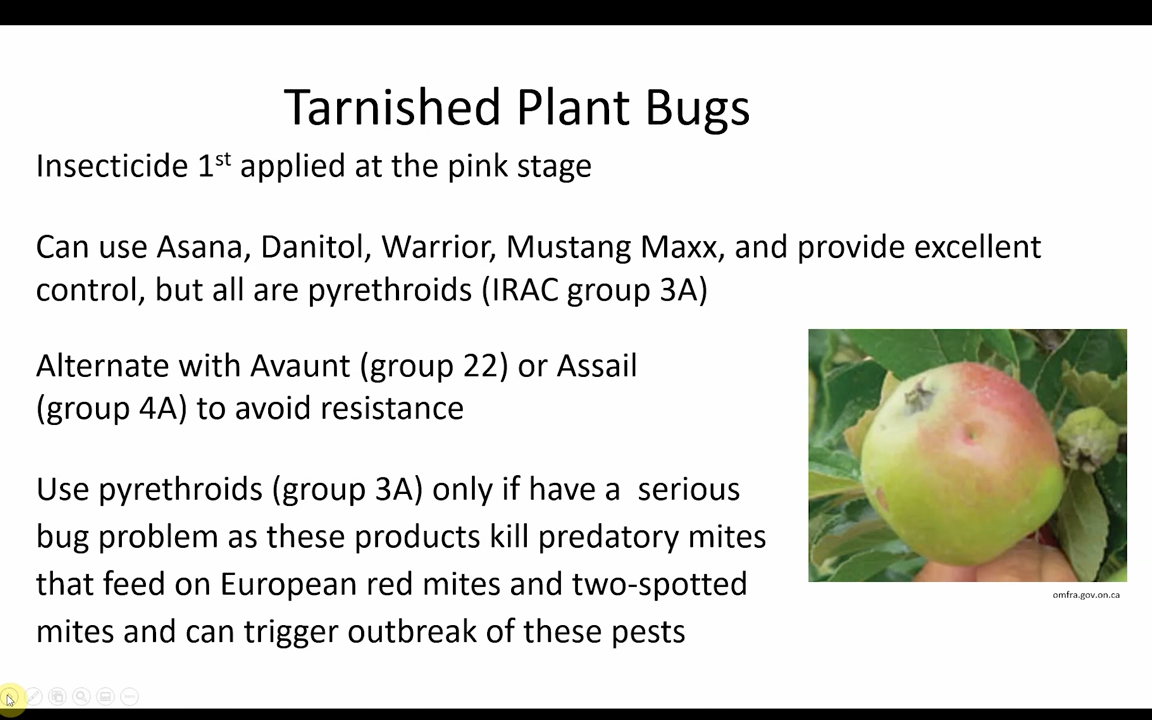 Tarnished Plant Bugs
Insecticide 1st applied at the pink stage
Can use Asana, Danitol, Warrior, Mustang Maxx, and provide excellent
control, but all are pyrethroids (IRAC group 3A)
Alternate with Avaunt (group 22) or Assail
(group 4A) to avoid resistance
Use pyrethroids (group 3A) only if have a  serious
bug problem as these products kill predatory mites
that feed on European red mites and two-spotted
mites and can trigger outbreak of these pests
omfra.gov.on.ca